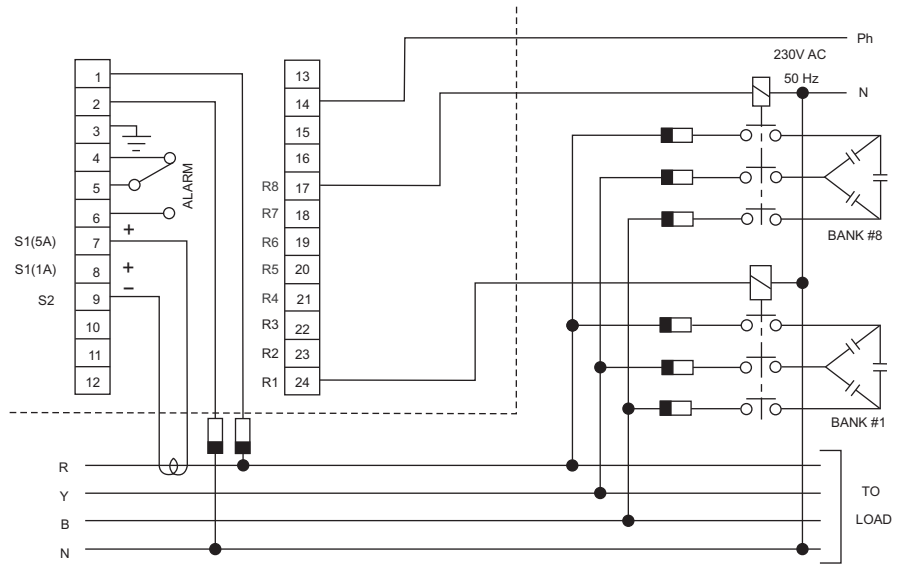 Ph
230V AC
50 Hz
N
1
2
3
4
5
6
7
8
9
10
11
12
ALARM
S1(5A)
S1(1A)
S2
+
+
−
13
14
15
16
R8 17
R7 18
R6 19
R5 20
R4 21
R3 22
R2 23
R1 24
BANK #8
BANK #1
R
Y
B
N
TO
LOAD